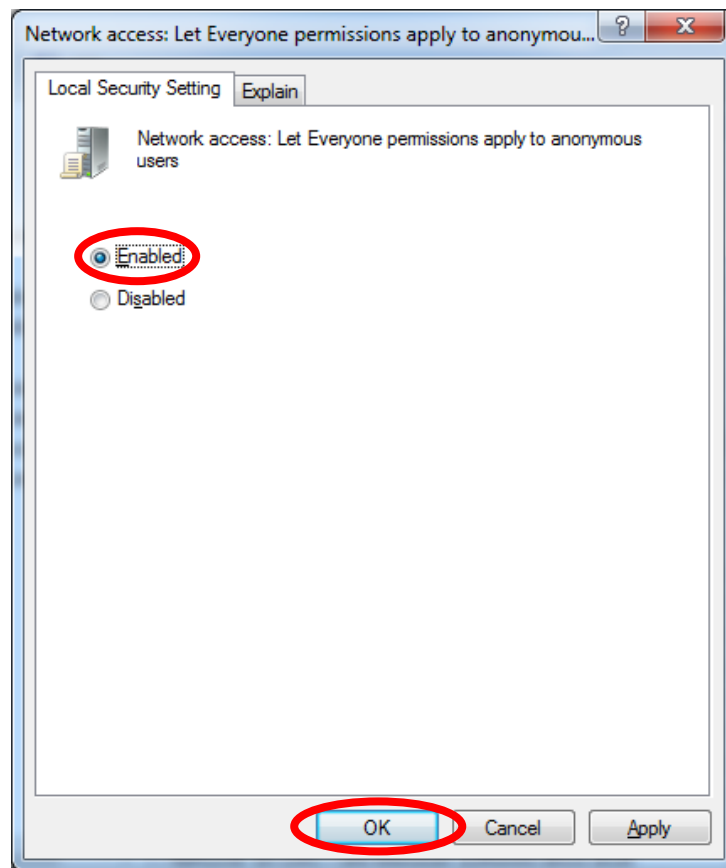 Network access: Let Everyone permissions apply to anonymou...
Local Security Setting
Explain
Network access: Let Everyone permissions apply to anonymous
users
Enabled
Disabled
OK
Cancel
Apply